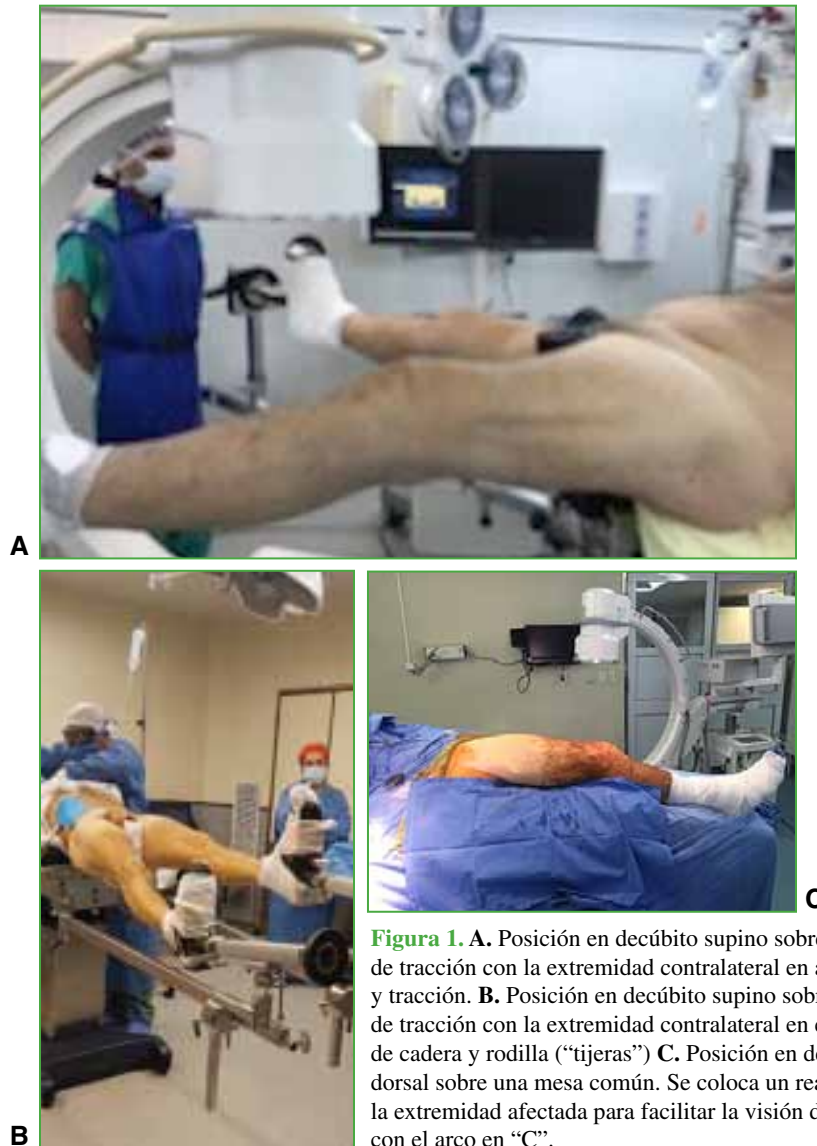 A
B
C
Figura 1. A. Posición en decúbito supino sobre
de tracción con la extremidad contralateral en
y tracción. B. Posición en decúbito supino sobr
de tracción con la extremidad contralateral en
de cadera y rodilla (“tijeras”) C. Posición en
dorsal sobre una mesa común. Se coloca un
la extremidad afectada para facilitar la visión
con el arco en “C”.